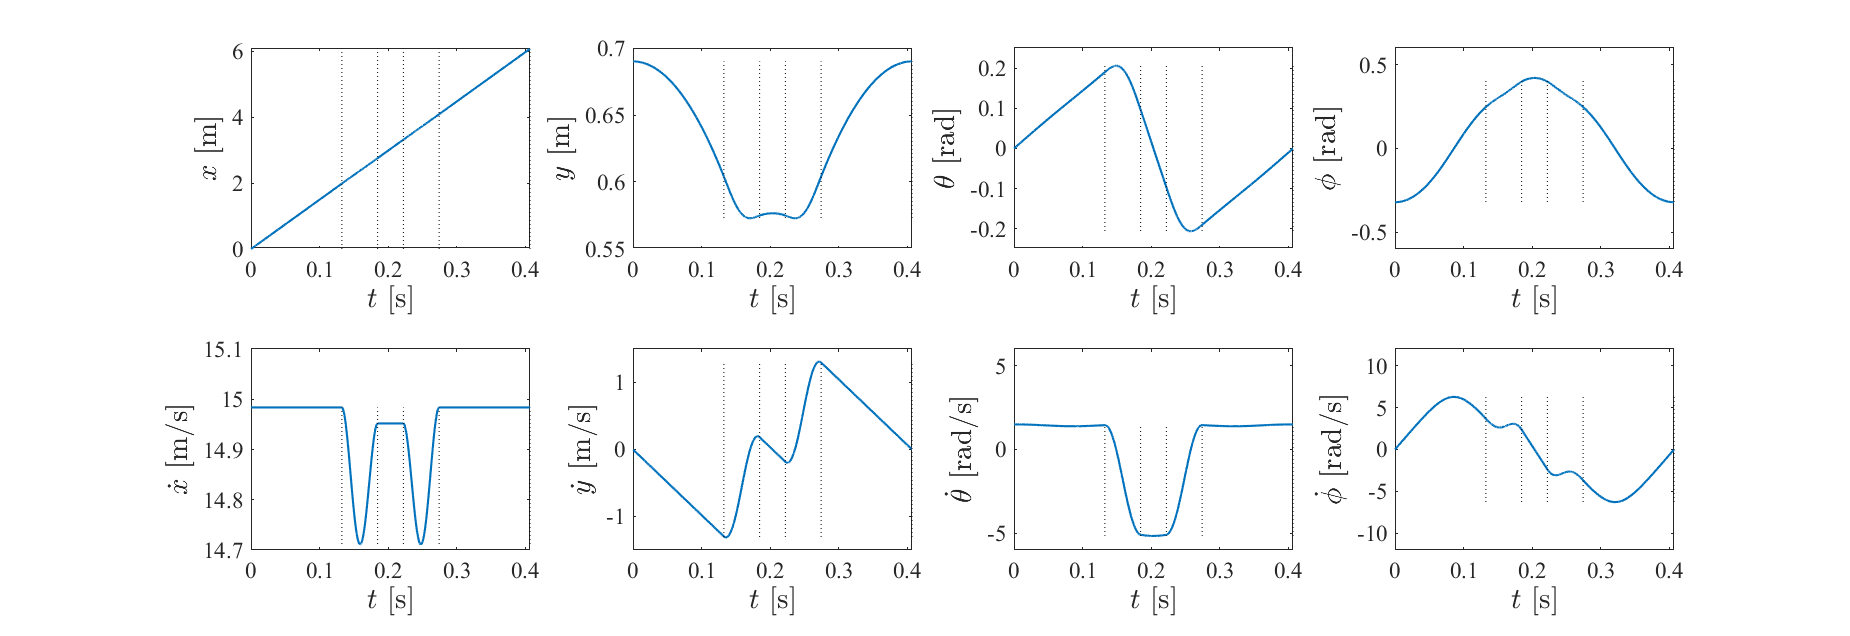 x [m]
6
4
2
0
0 0.1 0.2 0.3 0.4
t [s]
y [m]
0.7
0.65
0.6
0.55
0 0.1 0.2 0.3 0.4
t [s]
θ [rad]
0.2
0.1
0
-0.1
-0.2
0 0.1 0.2 0.3 0.4
t [s]
ϕ [rad]
0.5
0
-0.5
0 0.1 0.2 0.3 0.4
t [s]
ẋ [m/s]
15.1
15
14.9
14.8
14.7
0 0.1 0.2 0.3 0.4
t [s]
ẏ [m/s]
1
0
-1
0 0.1 0.2 0.3 0.4
t [s]
θ̇ [rad/s]
5
0
-5
0 0.1 0.2 0.3 0.4
t [s]
ϕ̇ [rad/s]
10
5
0
-5
-10
0 0.1 0.2 0.3 0.4
t [s]